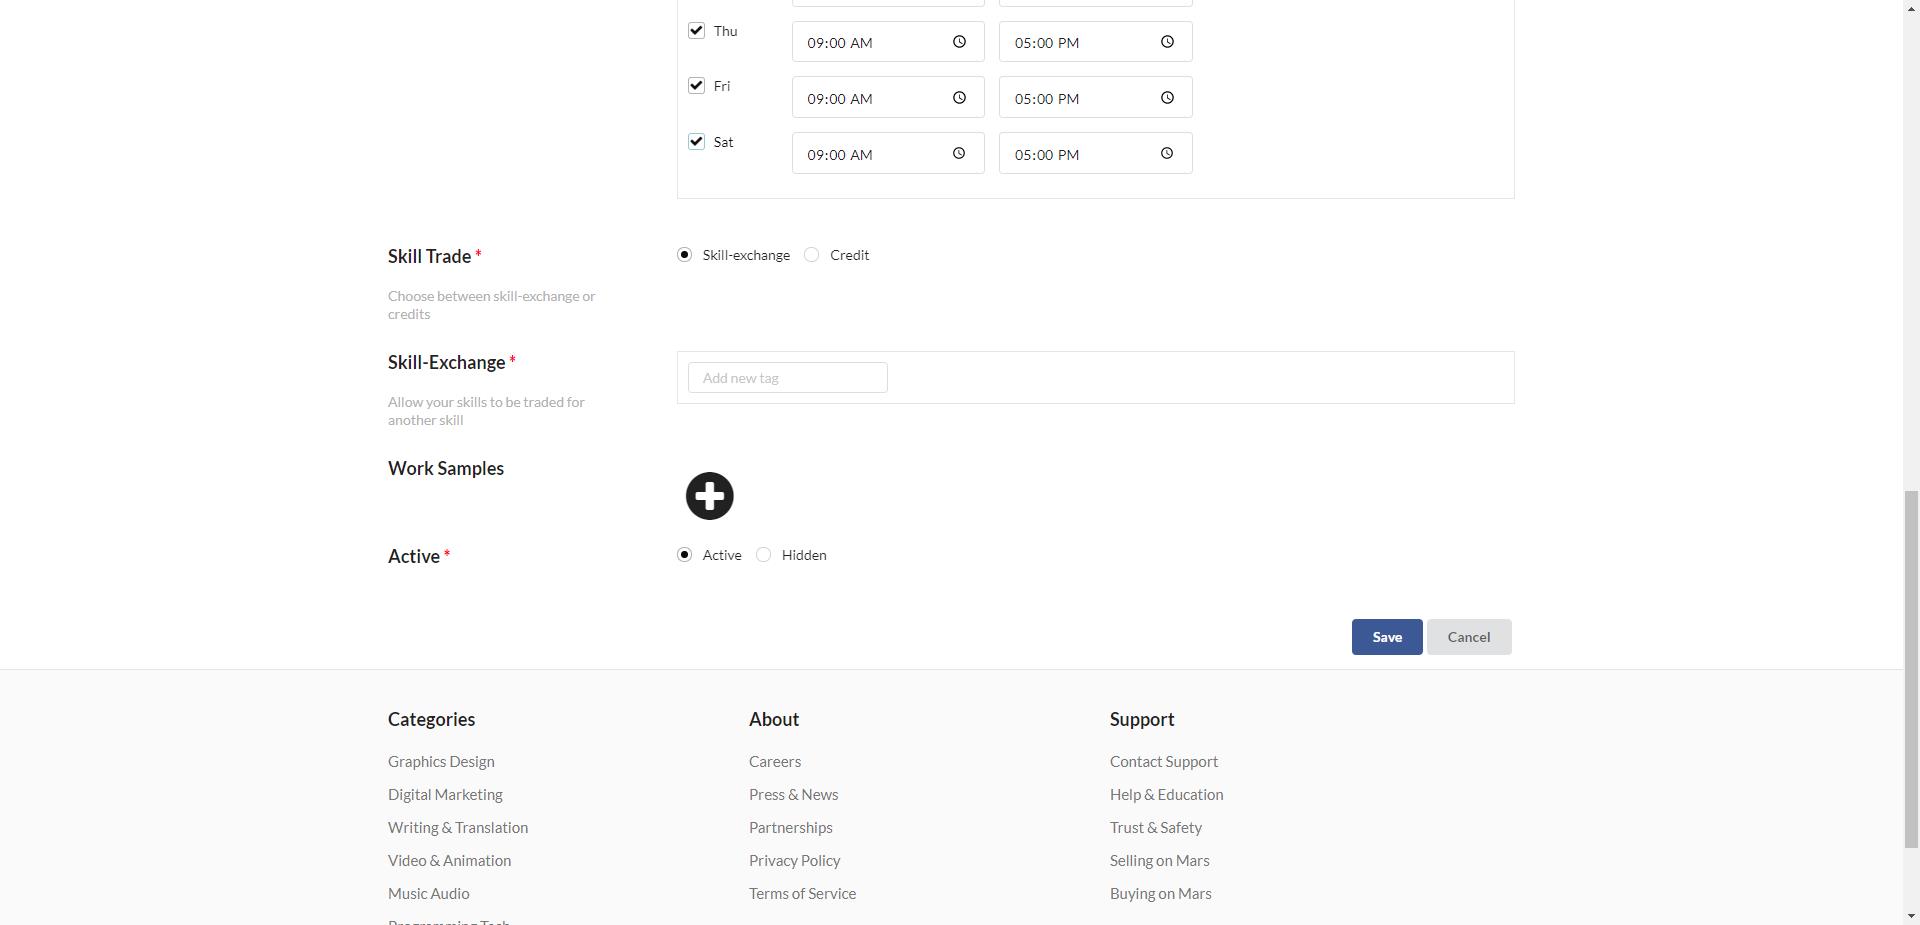 Thu 09:00 AM 05:00 PM
Fri 09:00 AM 05:00 PM
Sat 09:00 AM 05:00 PM
Skill Trade * Skill-exchange Credit
Choose between skill-exchange or
credits
Skill-Exchange * Add new tag
Allow your skills to be traded for
another skill
Work Samples
Active * Active Hidden
Save Cancel
Categories
Graphics Design
Digital Marketing
Writing & Translation
Video & Animation
Music Audio
Programming Tech
About
Careers
Press & News
Partnerships
Privacy Policy
Terms of Service
Support
Contact Support
Help & Education
Trust & Safety
Selling on Mars
Buying on Mars